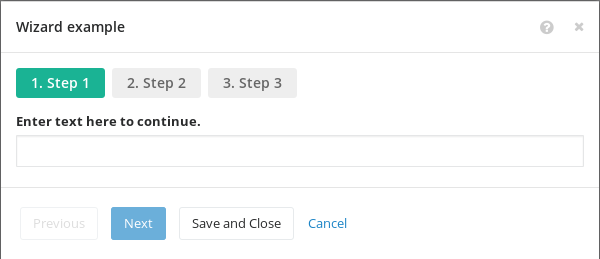 Wizard example
1. Step 1 2. Step 2 3. Step 3
Enter text here to continue.
Previous Next Save and Close Cancel